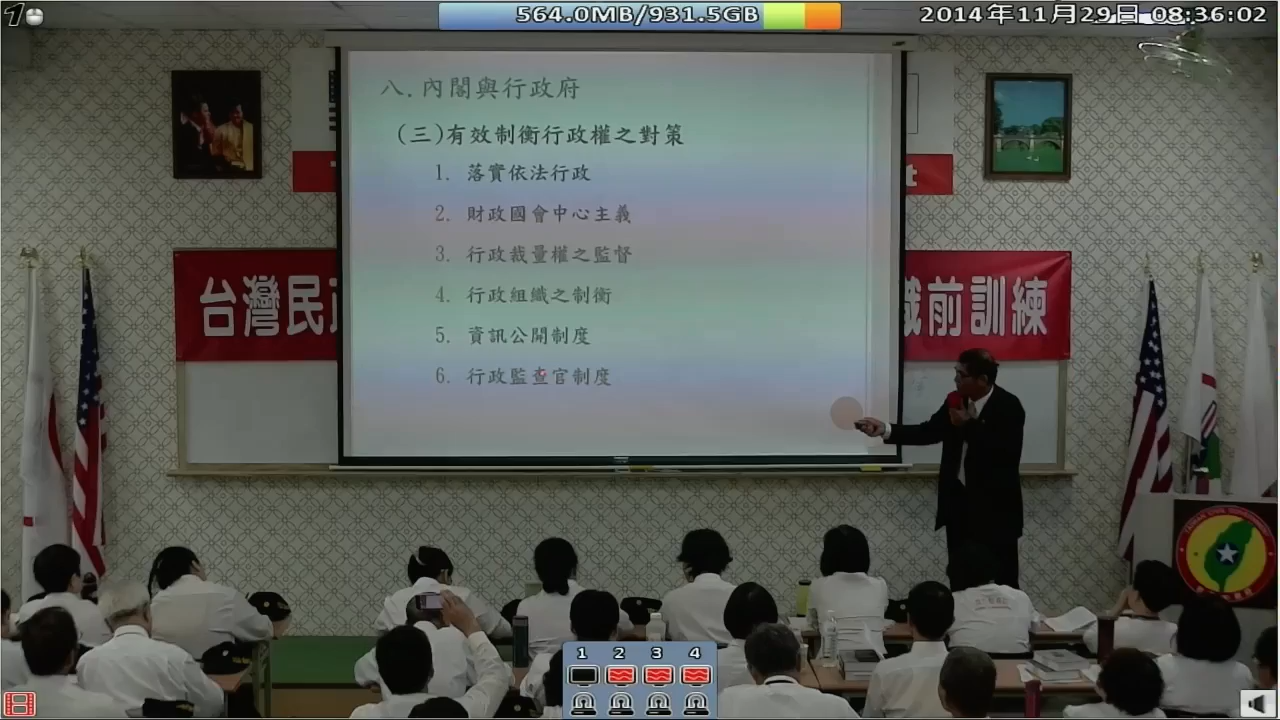 564.0MB/931.5GB
2014年11月29日 08:36:02
八. 內閣與行政府
(三)有效制衡行政權之對策
1. 落實依法行政
2. 財政國會中心主義
3. 行政裁量權之監督
4. 行政組織之制衡
5. 資訊公開制度
6. 行政監查官制度
台灣民
前訓練
1 2 3 4